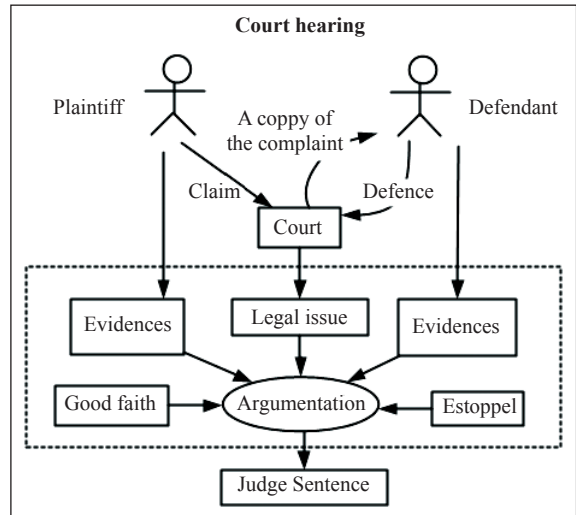 Court hearing
Plaintiff
A coppy of
the complaint
Defendant
Claim
Defence
Court
Evidences
Legal issue
Evidences
Good faith
Argumentation
Estoppel
Judge Sentence